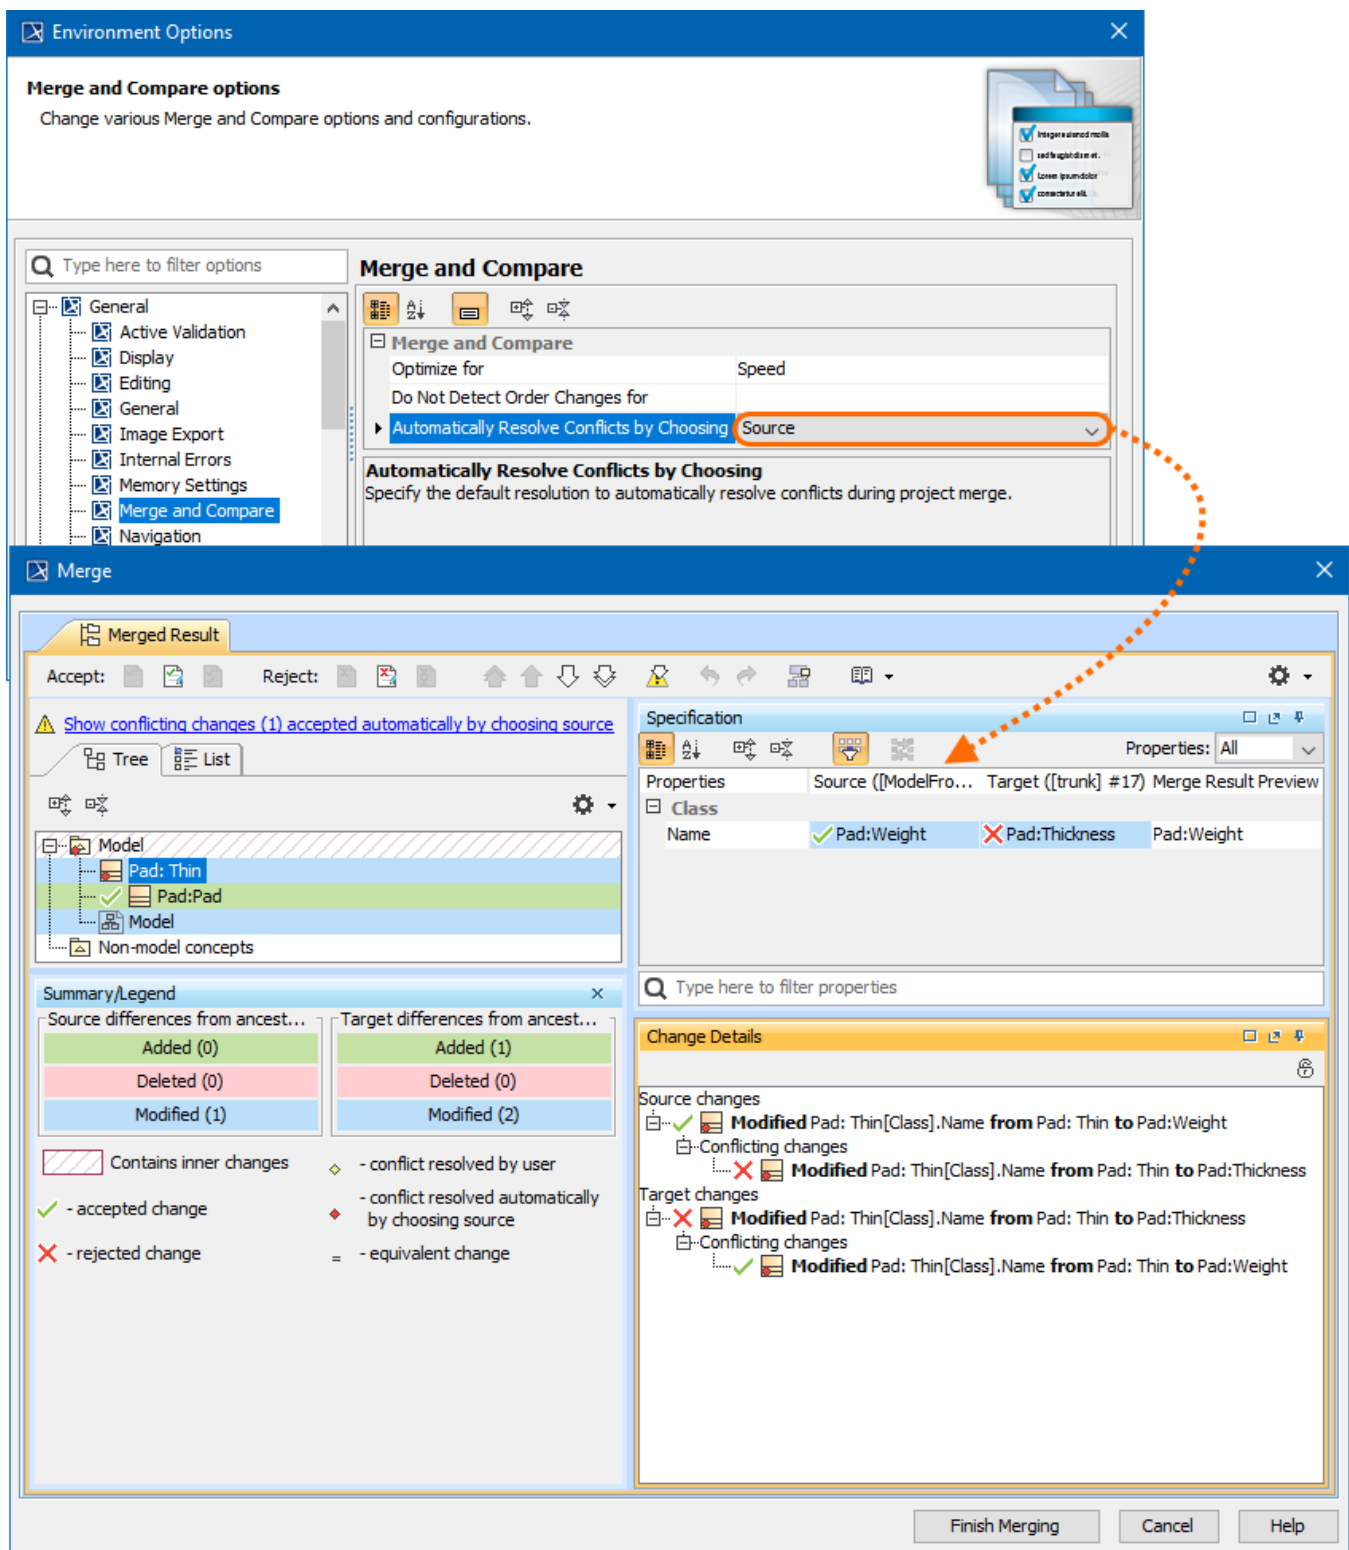 Environment Options
Merge and Compare options
Change various Merge and Compare options and configurations.
Lorem ipsum dolor
Type here to filter options
Merge and Compare
General
Active Validation
Display
Editing
General
Image Export
Internal Errors
Memory Settings
Merge and Compare
Navigation
Merge and Compare
Optimize for Speed
Do Not Detect Order Changes for
Automatically Resolve Conflicts by Choosing Source
Automatically Resolve Conflicts by Choosing
Specify the default resolution to automatically resolve conflicts during project merge.
Merge
Merged Result
Accept: Reject:
Show conflicting changes (1) accepted automatically by choosing source
Tree List
Model
Pad: Thin
Pad:Pad
Model
Non-model concepts
Specification
Properties: All
Properties Source ([ModelFro... Target ([trunk] #17) Merge Result Preview
Class
Name Pad:Weight Pad:Thickness Pad:Weight
Type here to filter properties
Summary/Legend
Source differences from ancest... Target differences from ancest...
Added (0) Added (1)
Deleted (0) Deleted (0)
Modified (1) Modified (2)
Contains inner changes - conflict resolved by user
- accepted change - conflict resolved automatically
by choosing source
- rejected change = - equivalent change
Change Details
Source changes
Modified Pad: Thin[Class].Name from Pad: Thin to Pad:Weight
Conflicting changes
Modified Pad: Thin[Class].Name from Pad: Thin to Pad:Thickness
Target changes
Modified Pad: Thin[Class].Name from Pad: Thin to Pad:Thickness
Conflicting changes
Modified Pad: Thin[Class].Name from Pad: Thin to Pad:Weight
Finish Merging Cancel Help